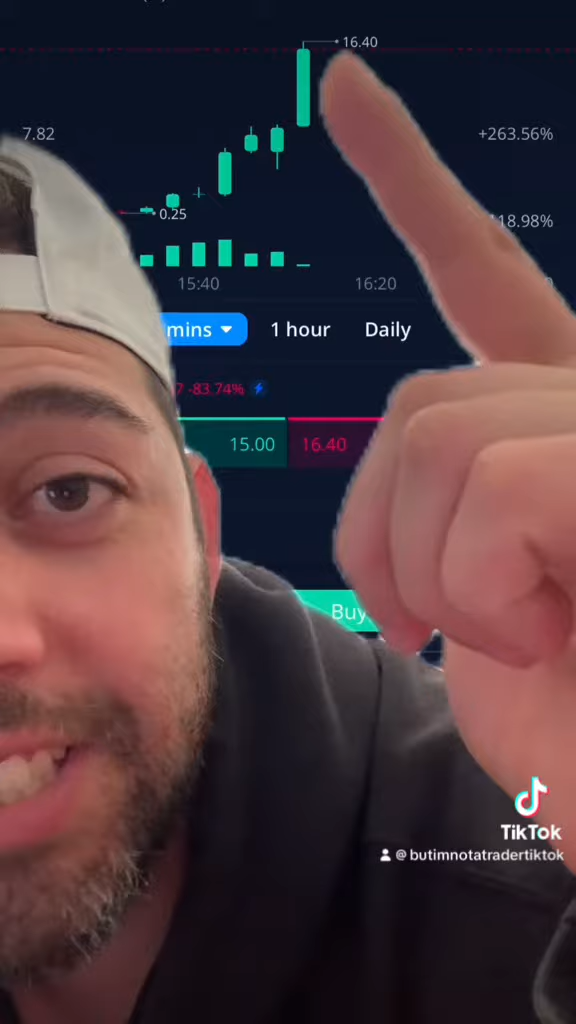 16.40
7.82
+263.56%
0.25
18.98%
15:40
16:20
mins
1 hour
Daily
7 -83.74%
15.00
16.40
Buy
TikTok
@butimnotatradertiktok